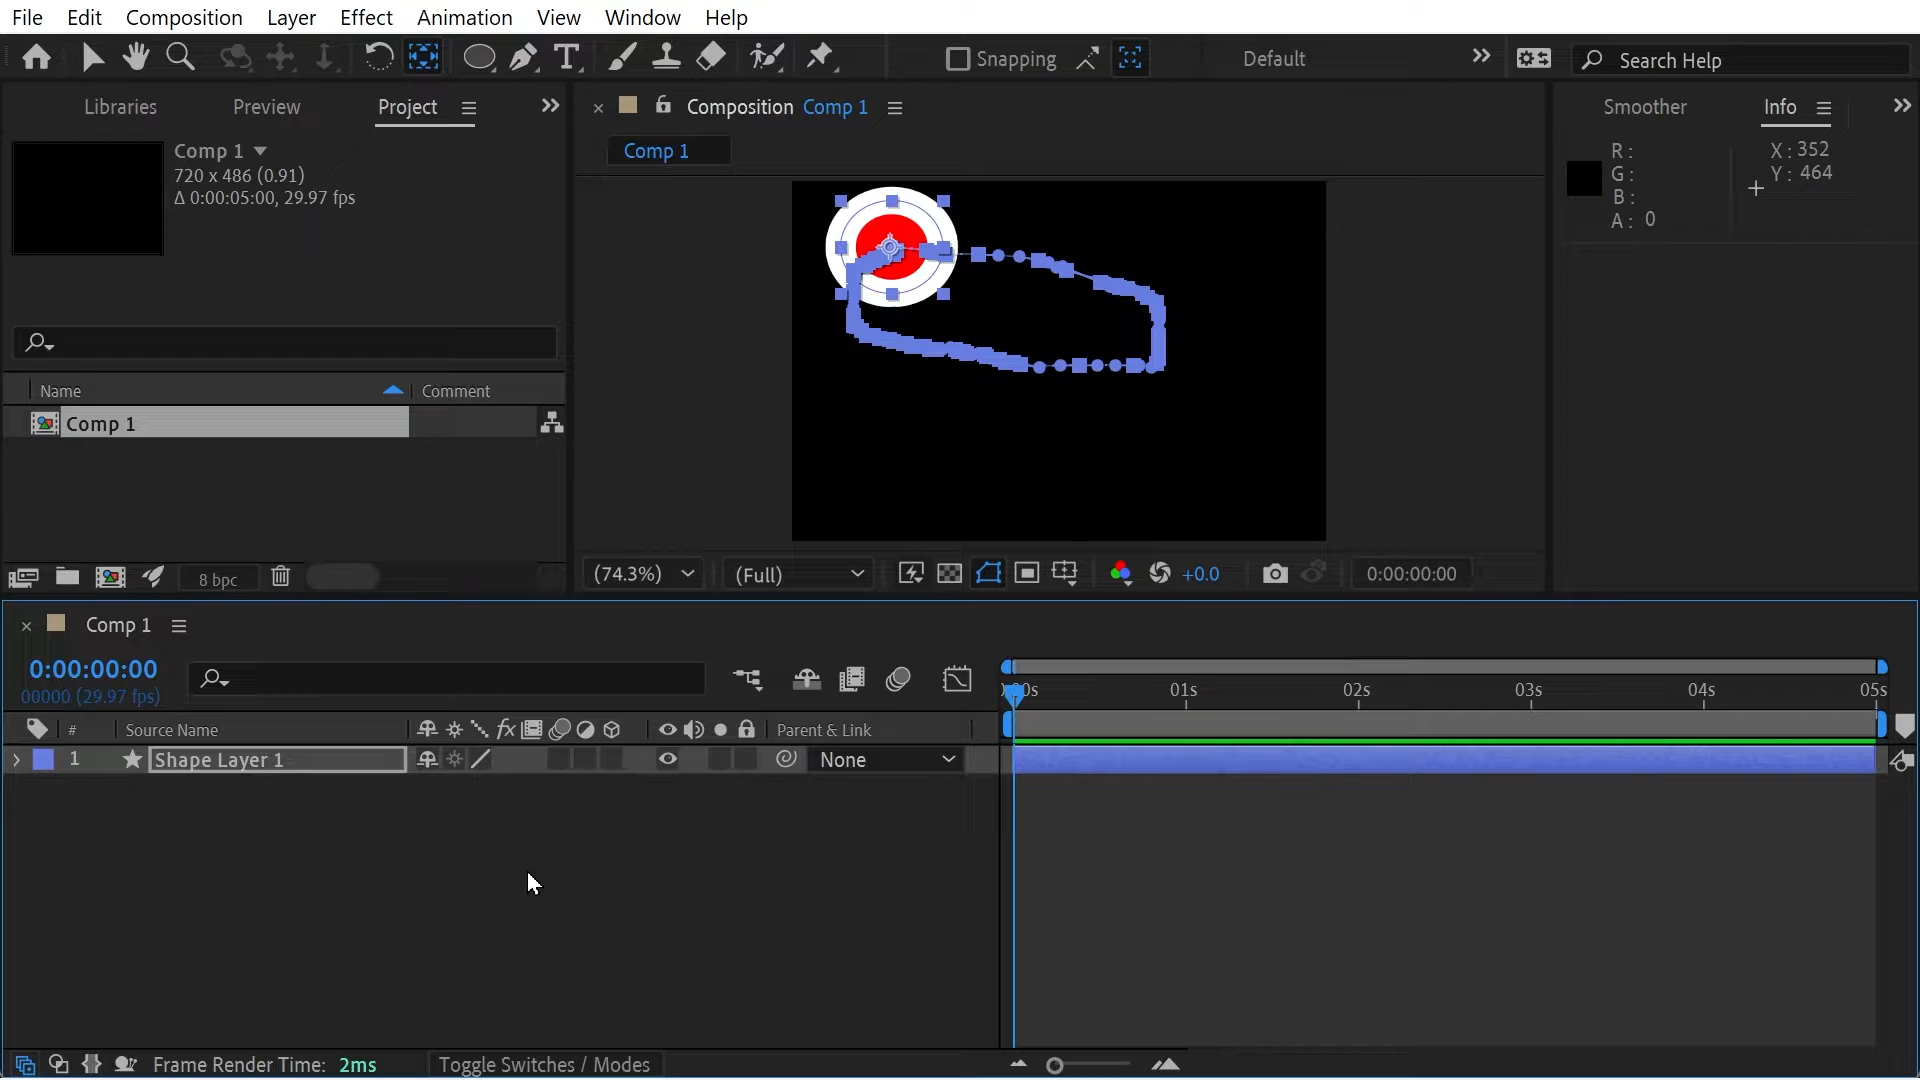 File Edit Composition Layer Effect Animation View Window Help
Snapping Default Search Help
Libraries Preview Project
Composition Comp 1
Smoother Info
Comp 1
720 x 486 (0.91)
Δ 0:00:05:00, 29.97 fps
Comp 1
R:
G:
B:
A: 0
X: 352
Y: 464
Name Comment
Comp 1
8 bpc
(74.3%) (Full) +0.0 0:00:00:00
Comp 1
0:00:00:00
00000 (29.97 fps)
01s 02s 03s 04s 05s
# Source Name fx Parent & Link
1 Shape Layer 1 None
Frame Render Time: 2ms Toggle Switches / Modes